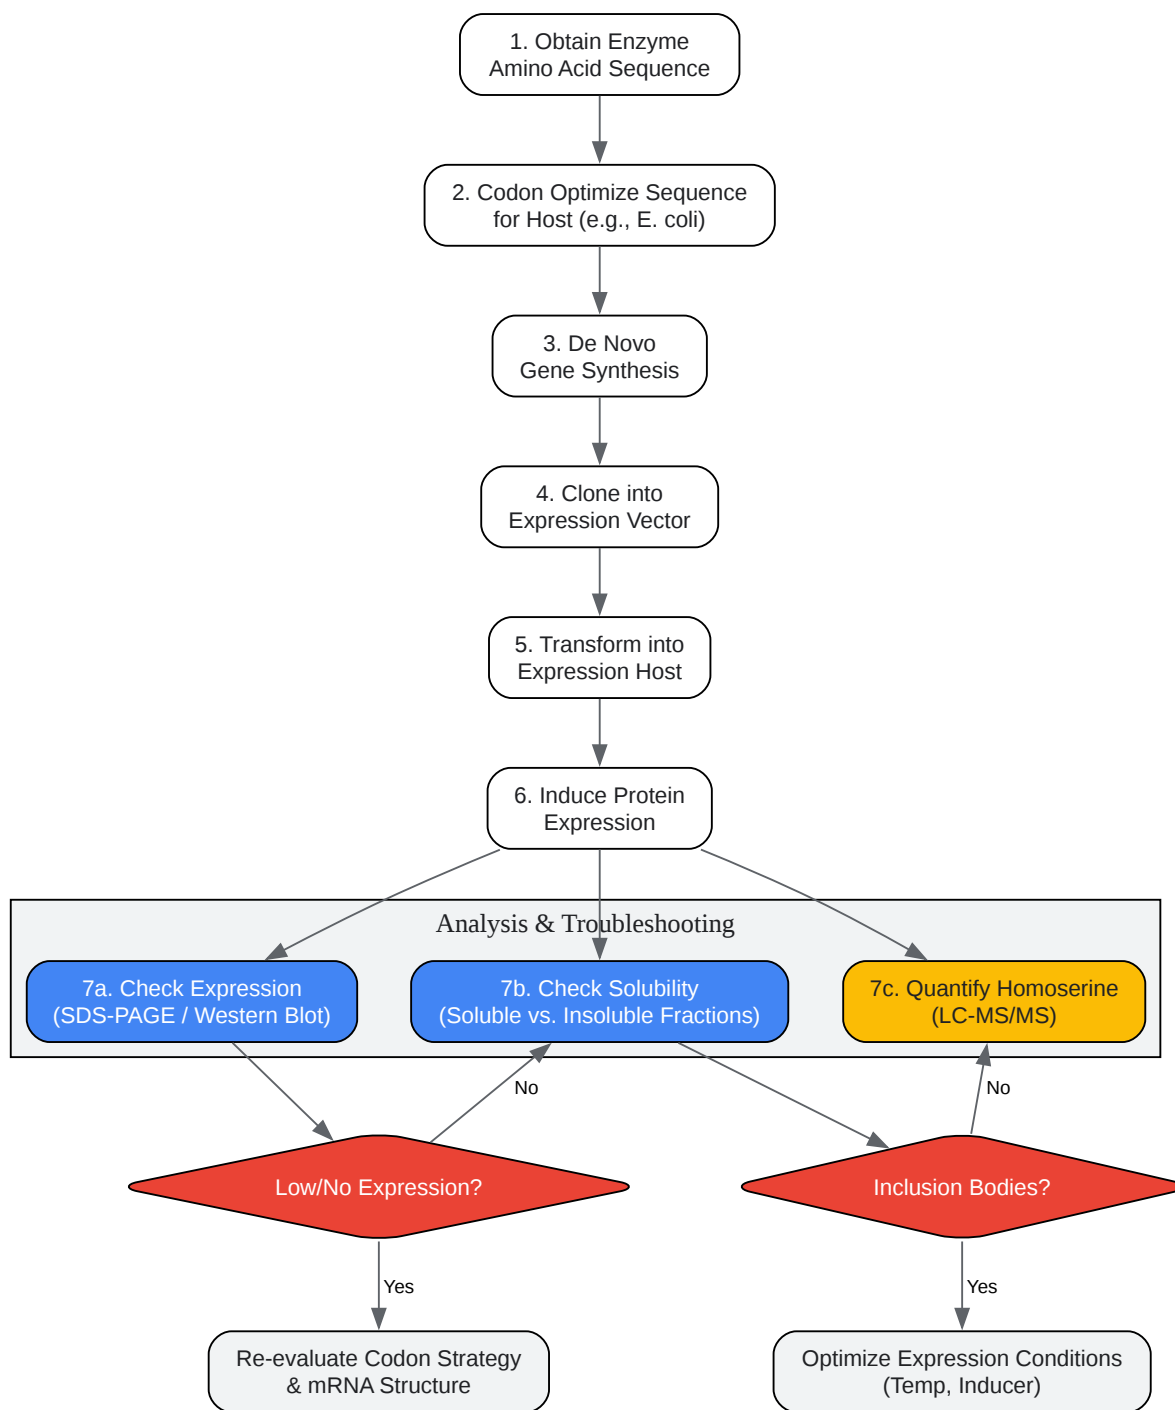 1. Obtain Enzyme
Amino Acid Sequence
2. Codon Optimize Sequence
for Host (e.g., E. coli)
3. De Novo
Gene Synthesis
4. Clone into
Expression Vector
5. Transform into
Expression Host
6. Induce Protein
Expression
Analysis & Troubleshooting
7a. Check Expression
(SDS-PAGE / Western Blot)
7b. Check Solubility
(Soluble vs. Insoluble Fractions)
7c. Quantify Homoserine
(LC-MS/MS)
No
No
Low/No Expression?
Inclusion Bodies?
Yes
Yes
Re-evaluate Codon Strategy
& mRNA Structure
Optimize Expression Conditions
(Temp, Inducer)